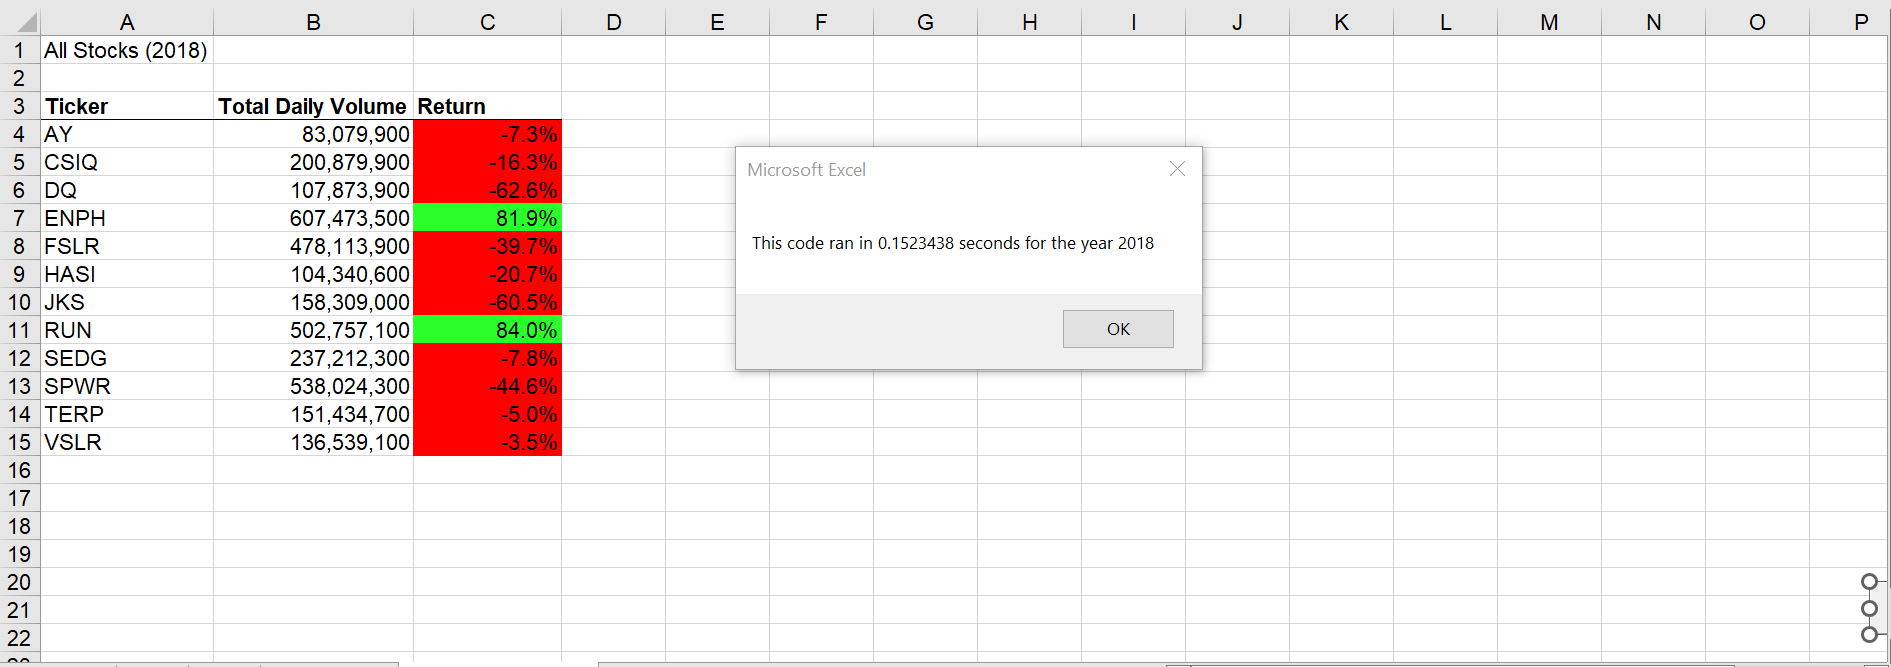 A B C D E F G H I J K L M N O P
1 All Stocks (2018)
2
3 Ticker Total Daily Volume Return
4 AY 83,079,900 -7.3%
5 CSIQ 200,879,900 -16.3%
6 DQ 107,873,900 -62.6%
7 ENPH 607,473,500 81.9%
8 FSLR 478,113,900 -39.7%
9 HASI 104,340,600 -20.7%
10 JKS 158,309,000 -60.5%
11 RUN 502,757,100 84.0%
12 SEDG 237,212,300 -7.8%
13 SPWR 538,024,300 -44.6%
14 TERP 151,434,700 -5.0%
15 VSLR 136,539,100 -3.5%
16
17
18
19
20
21
22
Microsoft Excel
This code ran in 0.1523438 seconds for the year 2018
OK